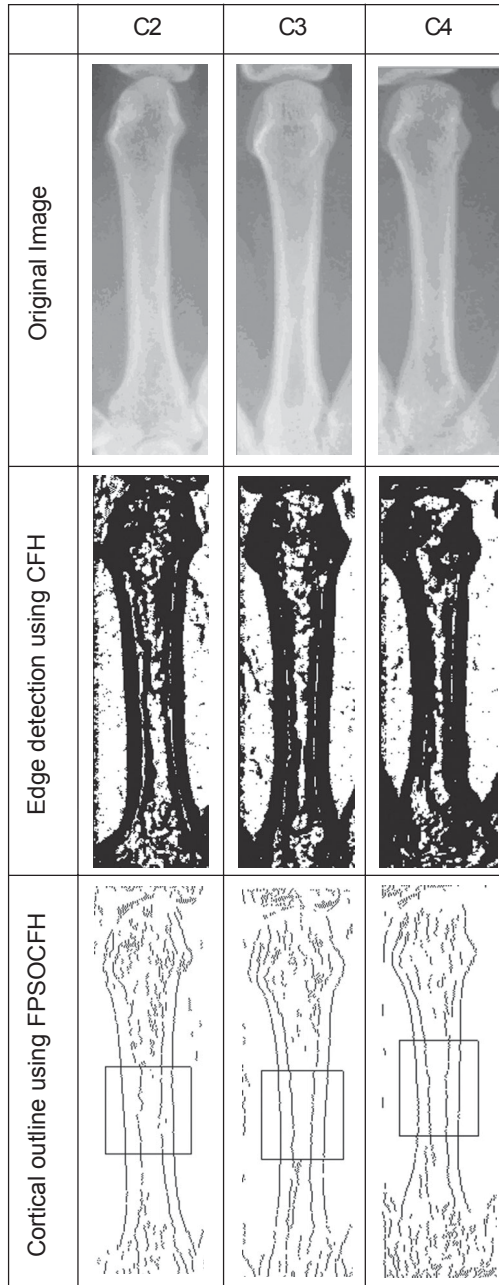 C2 C3 C4
Original Image
Edge detection using CFH
Cortical outline using FPSOCFH